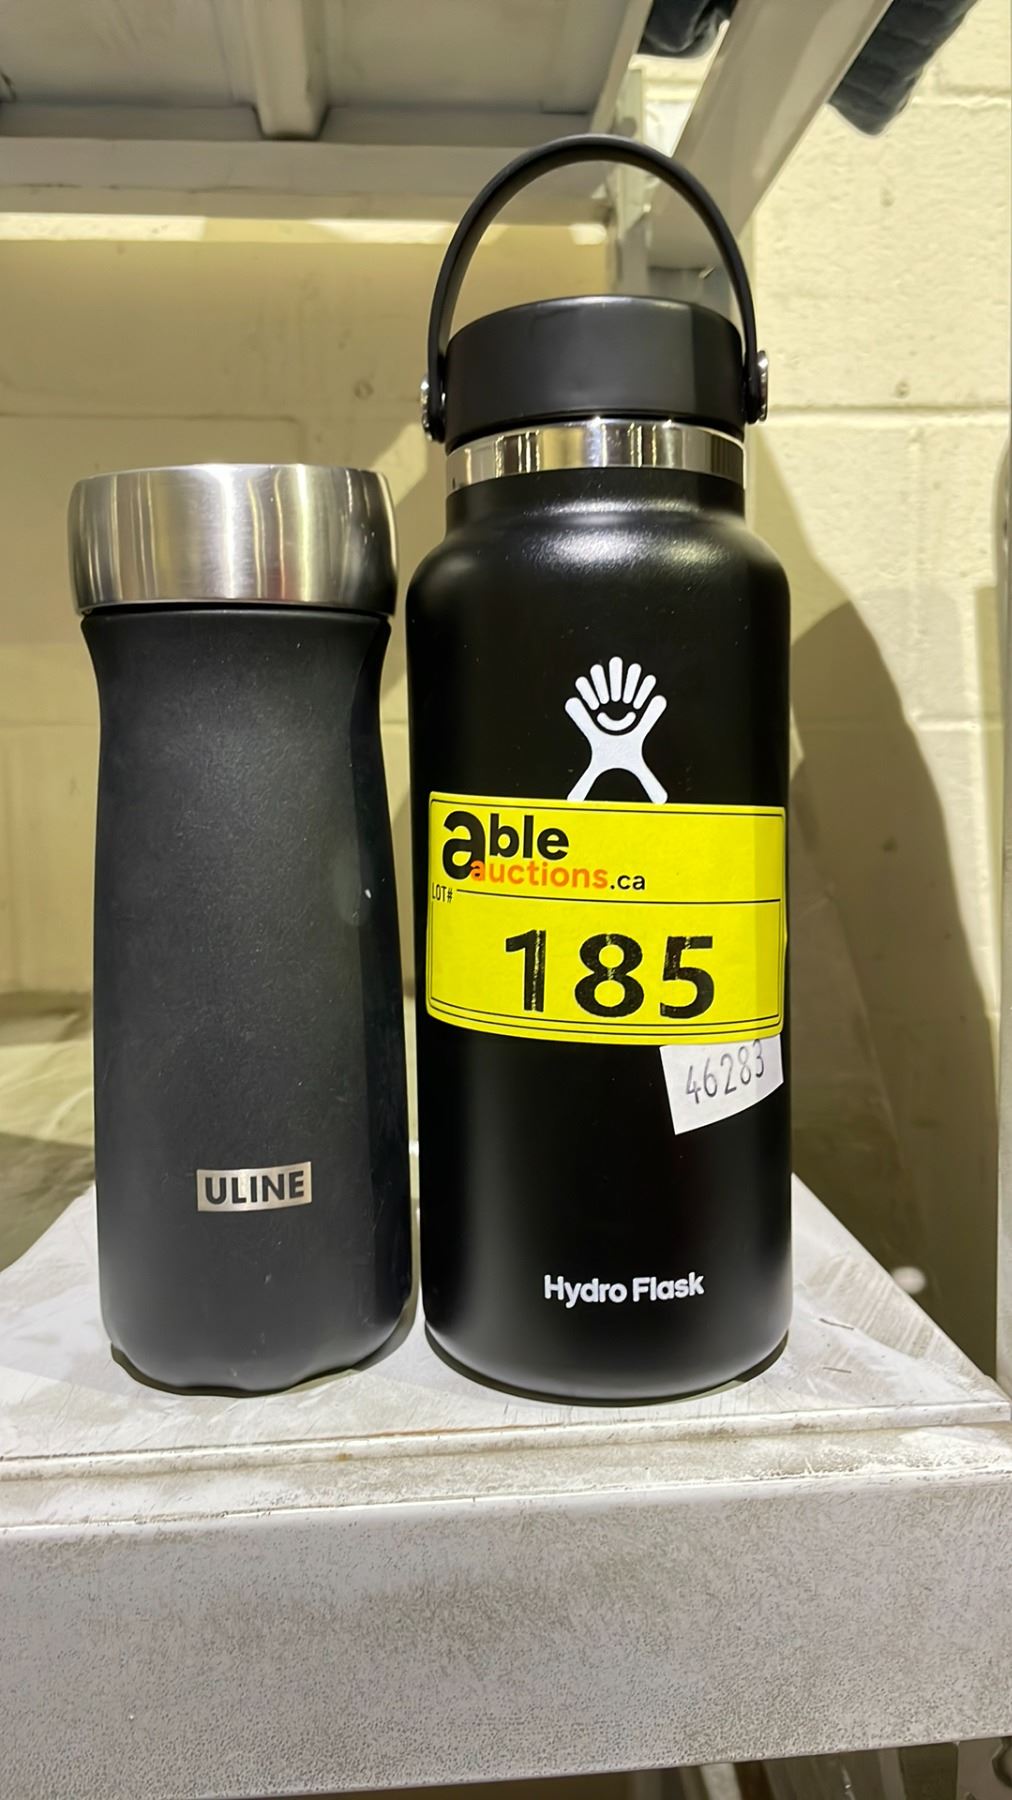 able
auctions.ca
LOT#
185
46283
ULINE
Hydro Flask